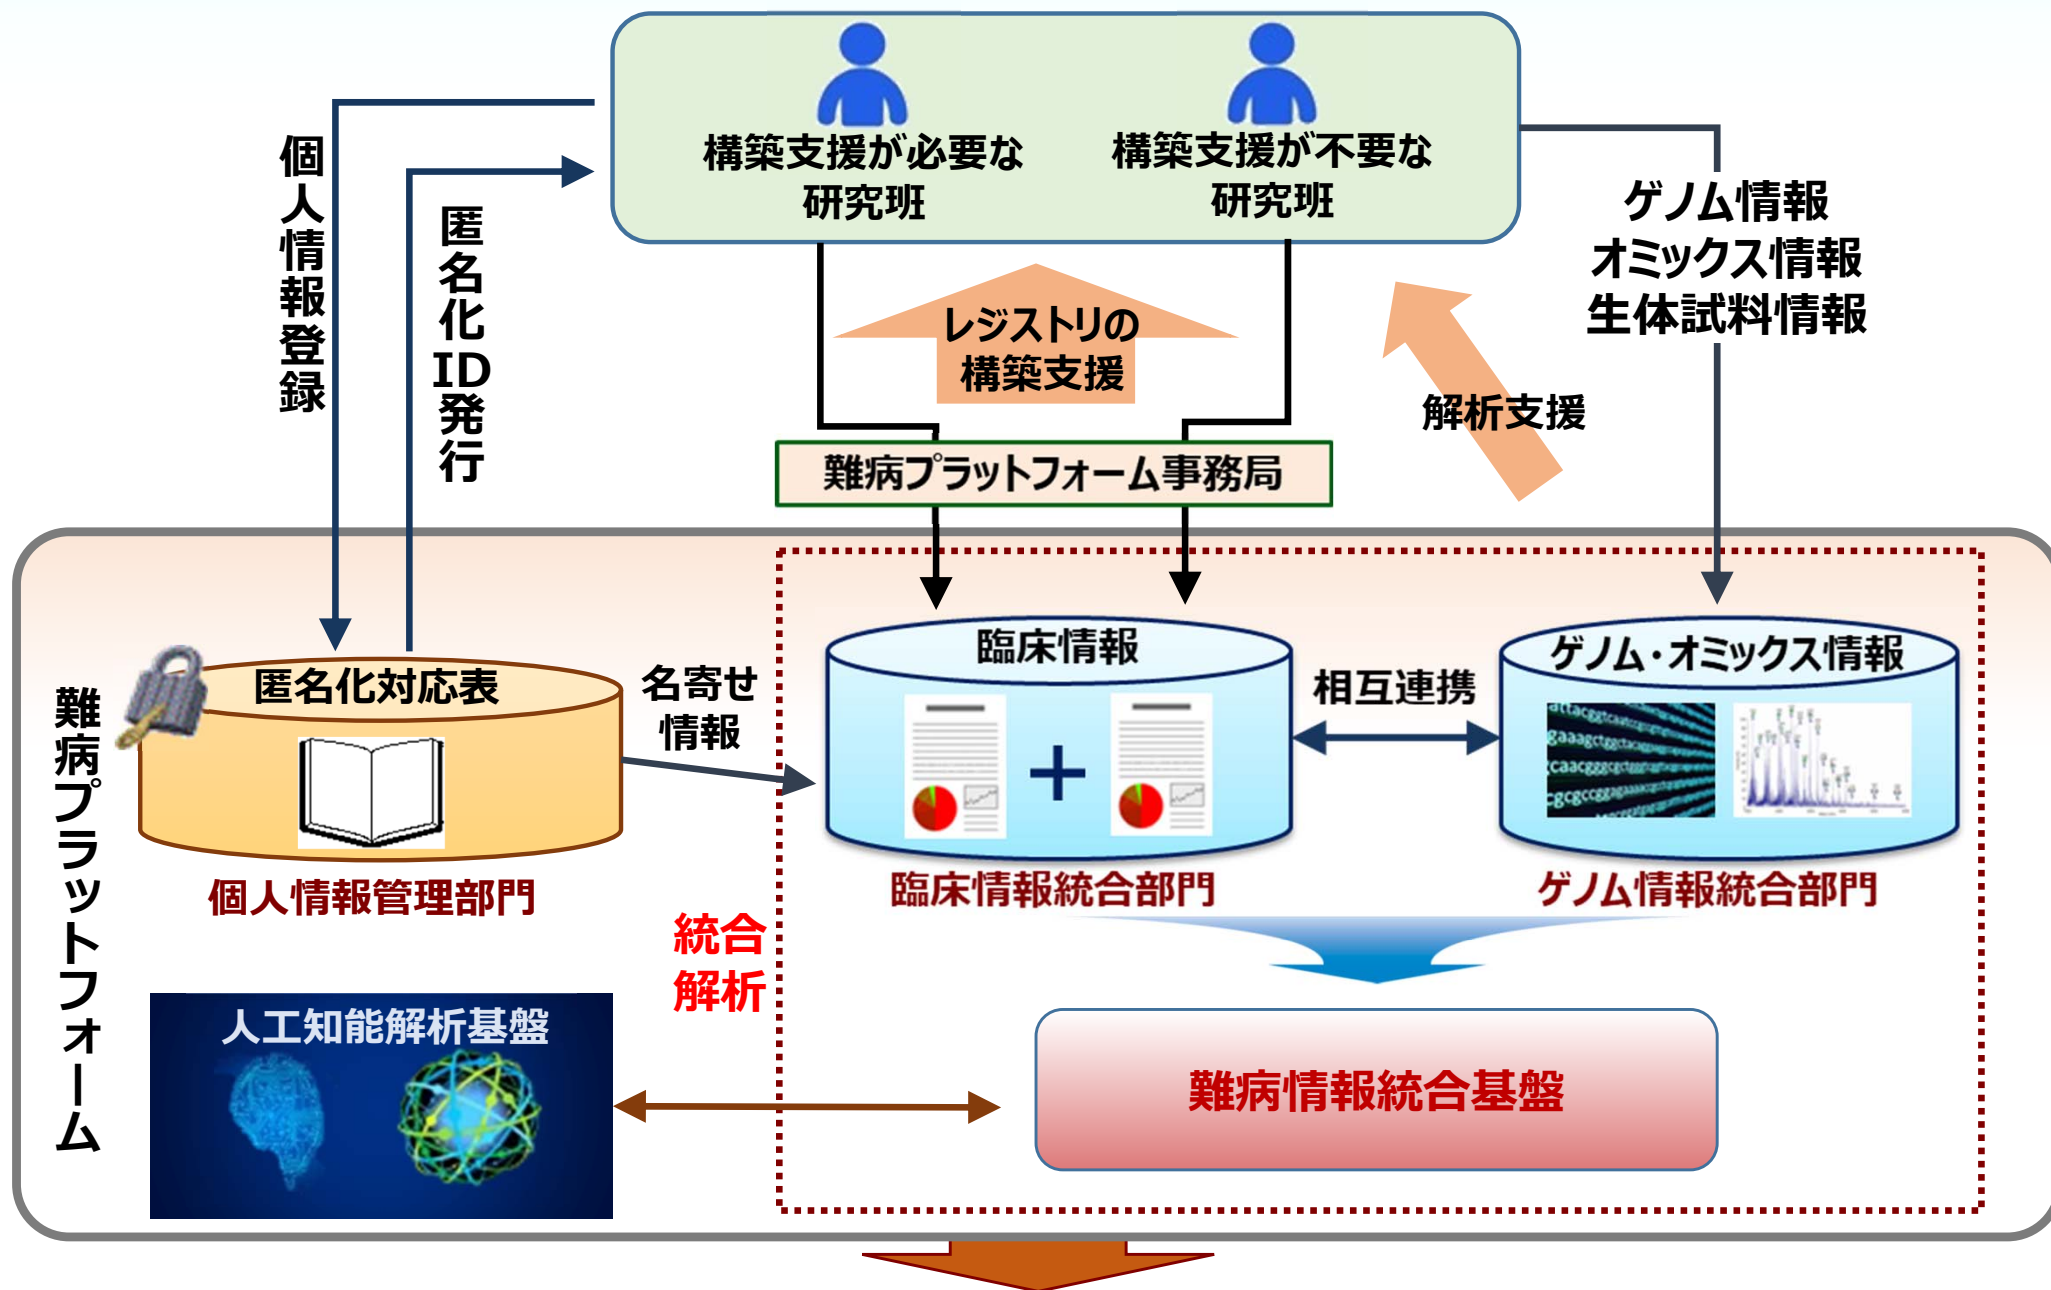 構築支援が必要な
研究班
構築支援が不要な
研究班
個人情報登録
匿名化ID発行
ゲノム情報
オミックス情報
生体試料情報
レジストリの
構築支援
解析支援
難病プラットフォーム事務局
難病プラットフォーム
匿名化対応表
個人情報管理部門
名寄せ
情報
臨床情報
臨床情報統合部門
相互連携
ゲノム・オミックス情報
attacggtcaatc
gaaagctggctacag
caacgggcgc
cgcgccggagaaaac
ゲノム情報統合部門
統合
解析
人工知能解析基盤
難病情報統合基盤